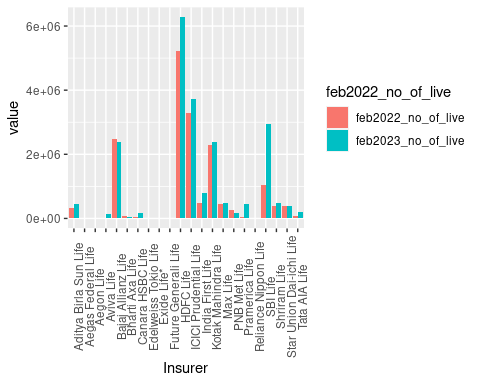 6e+06
4e+06
2e+06
0e+00
value
Aditya Birla Sun Life
Aegas Federal Life
Aegon Life
Aviva Life
Bajaj Allianz Life
Bharti Axa Life
Canara HSBC Life
Edelweiss Tokio Life
Exide Life*
Future Generali Life
HDFC Life
ICICI Prudential Life
India First Life
Kotak Mahindra Life
Max Life
PNB Met Life
Pramerica Life
Reliance Nippon Life
SBI Life
Shriram Life
Star Union Dai-ichi Life
Tata AIA Life
Insurer
feb2022_no_of_live
feb2022_no_of_live
feb2023_no_of_live